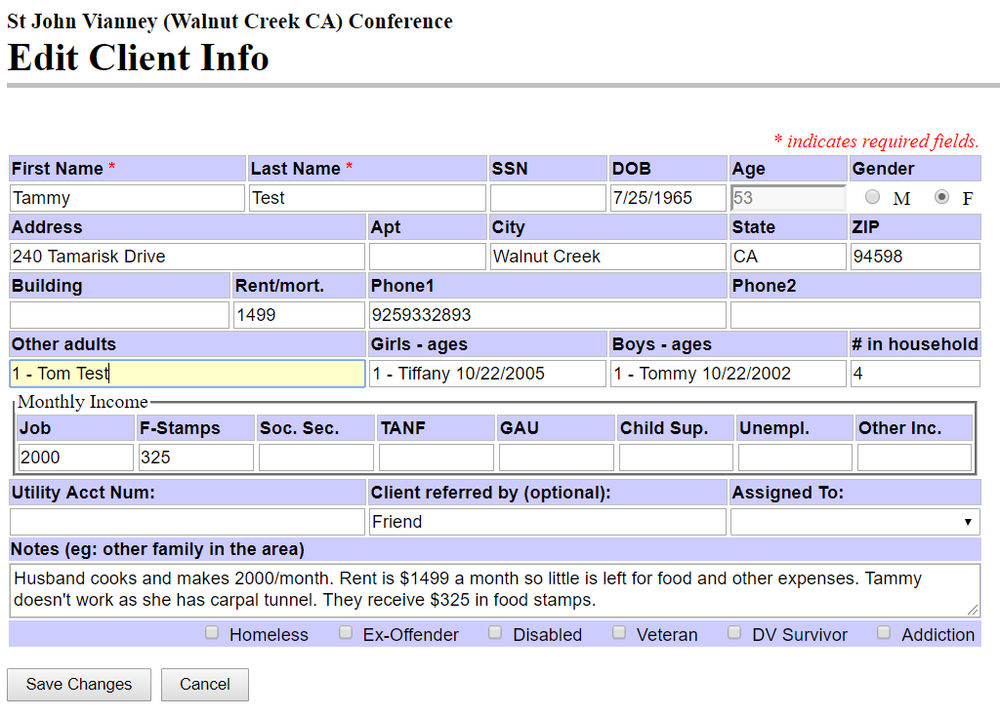 St John Vianney (Walnut Creek CA) Conference
Edit Client Info
* indicates required fields.
First Name * Last Name * SSN DOB Age Gender
Tammy Test 7/25/1965 53 M F
Address Apt City State ZIP
240 Tamarisk Drive Walnut Creek CA 94598
Building Rent/mort. Phone1 Phone2
1499 9259332893
Other adults Girls - ages Boys - ages # in household
1 - Tom Test 1 - Tiffany 10/22/2005 1 - Tommy 10/22/2002 4
Monthly Income
Job F-Stamps Soc. Sec. TANF GAU Child Sup. Unempl. Other Inc.
2000 325
Utility Acct Num: Client referred by (optional): Assigned To:
Friend
Notes (eg: other family in the area)
Husband cooks and makes 2000/month. Rent is $1499 a month so little is left for food and other expenses. Tammy
doesn't work as she has carpal tunnel. They receive $325 in food stamps.
Homeless Ex-Offender Disabled Veteran DV Survivor Addiction
Save Changes Cancel